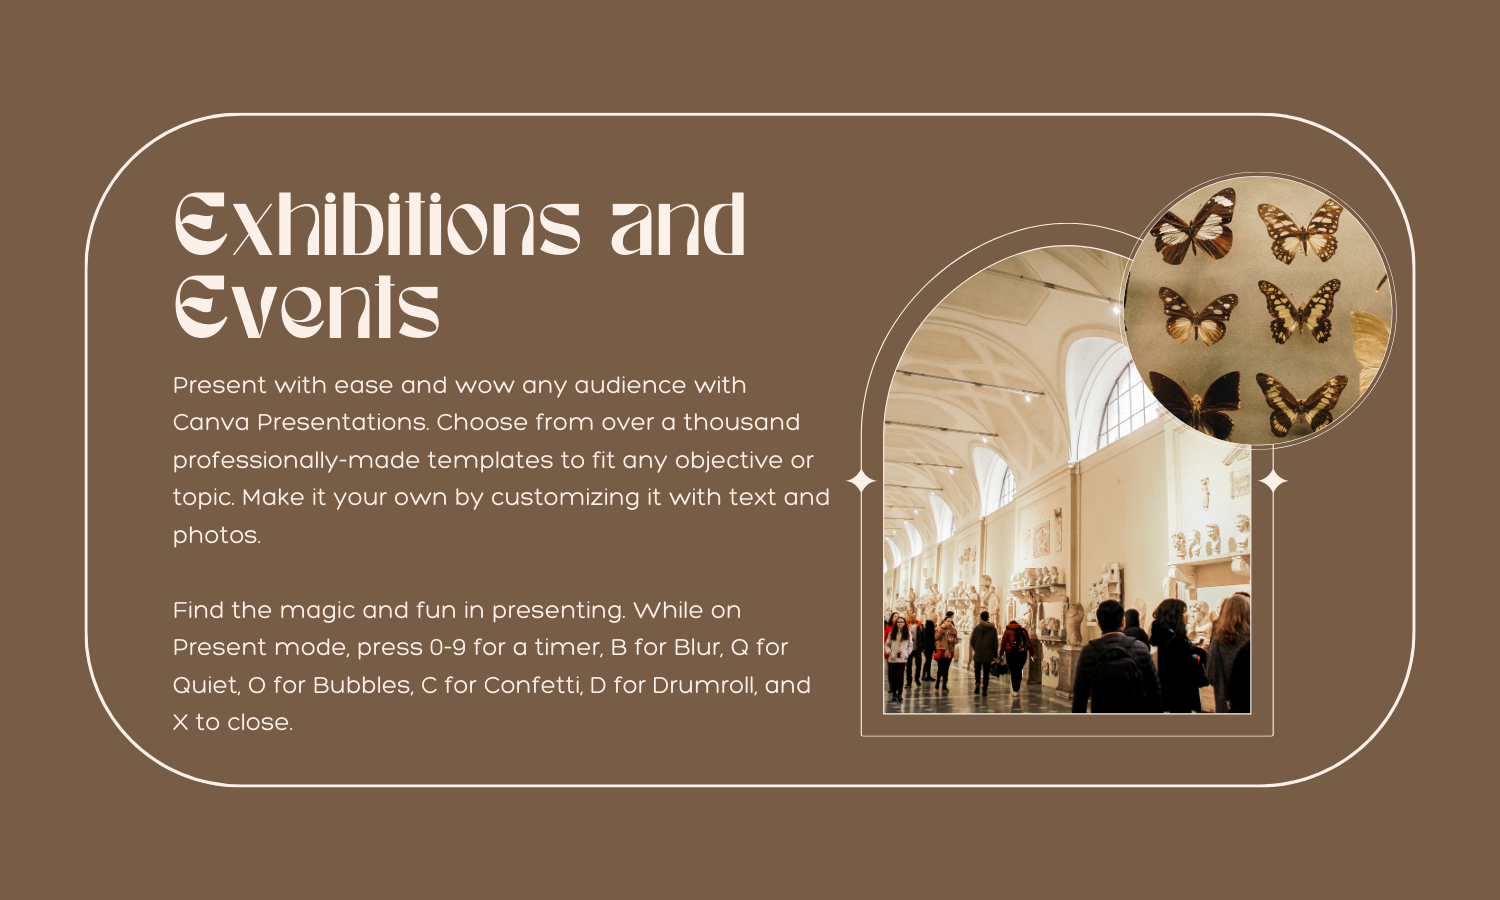 Exhibitions and
Events
Present with ease and wow any audience with
Canva Presentations. Choose from over a thousand
professionally-made templates to fit any objective or
topic. Make it your own by customizing it with text and
photos.
Find the magic and fun in presenting. While on
Present mode, press 0-9 for a timer, B for Blur, Q for
Quiet, O for Bubbles, C for Confetti, D for Drumroll, and
X to close.